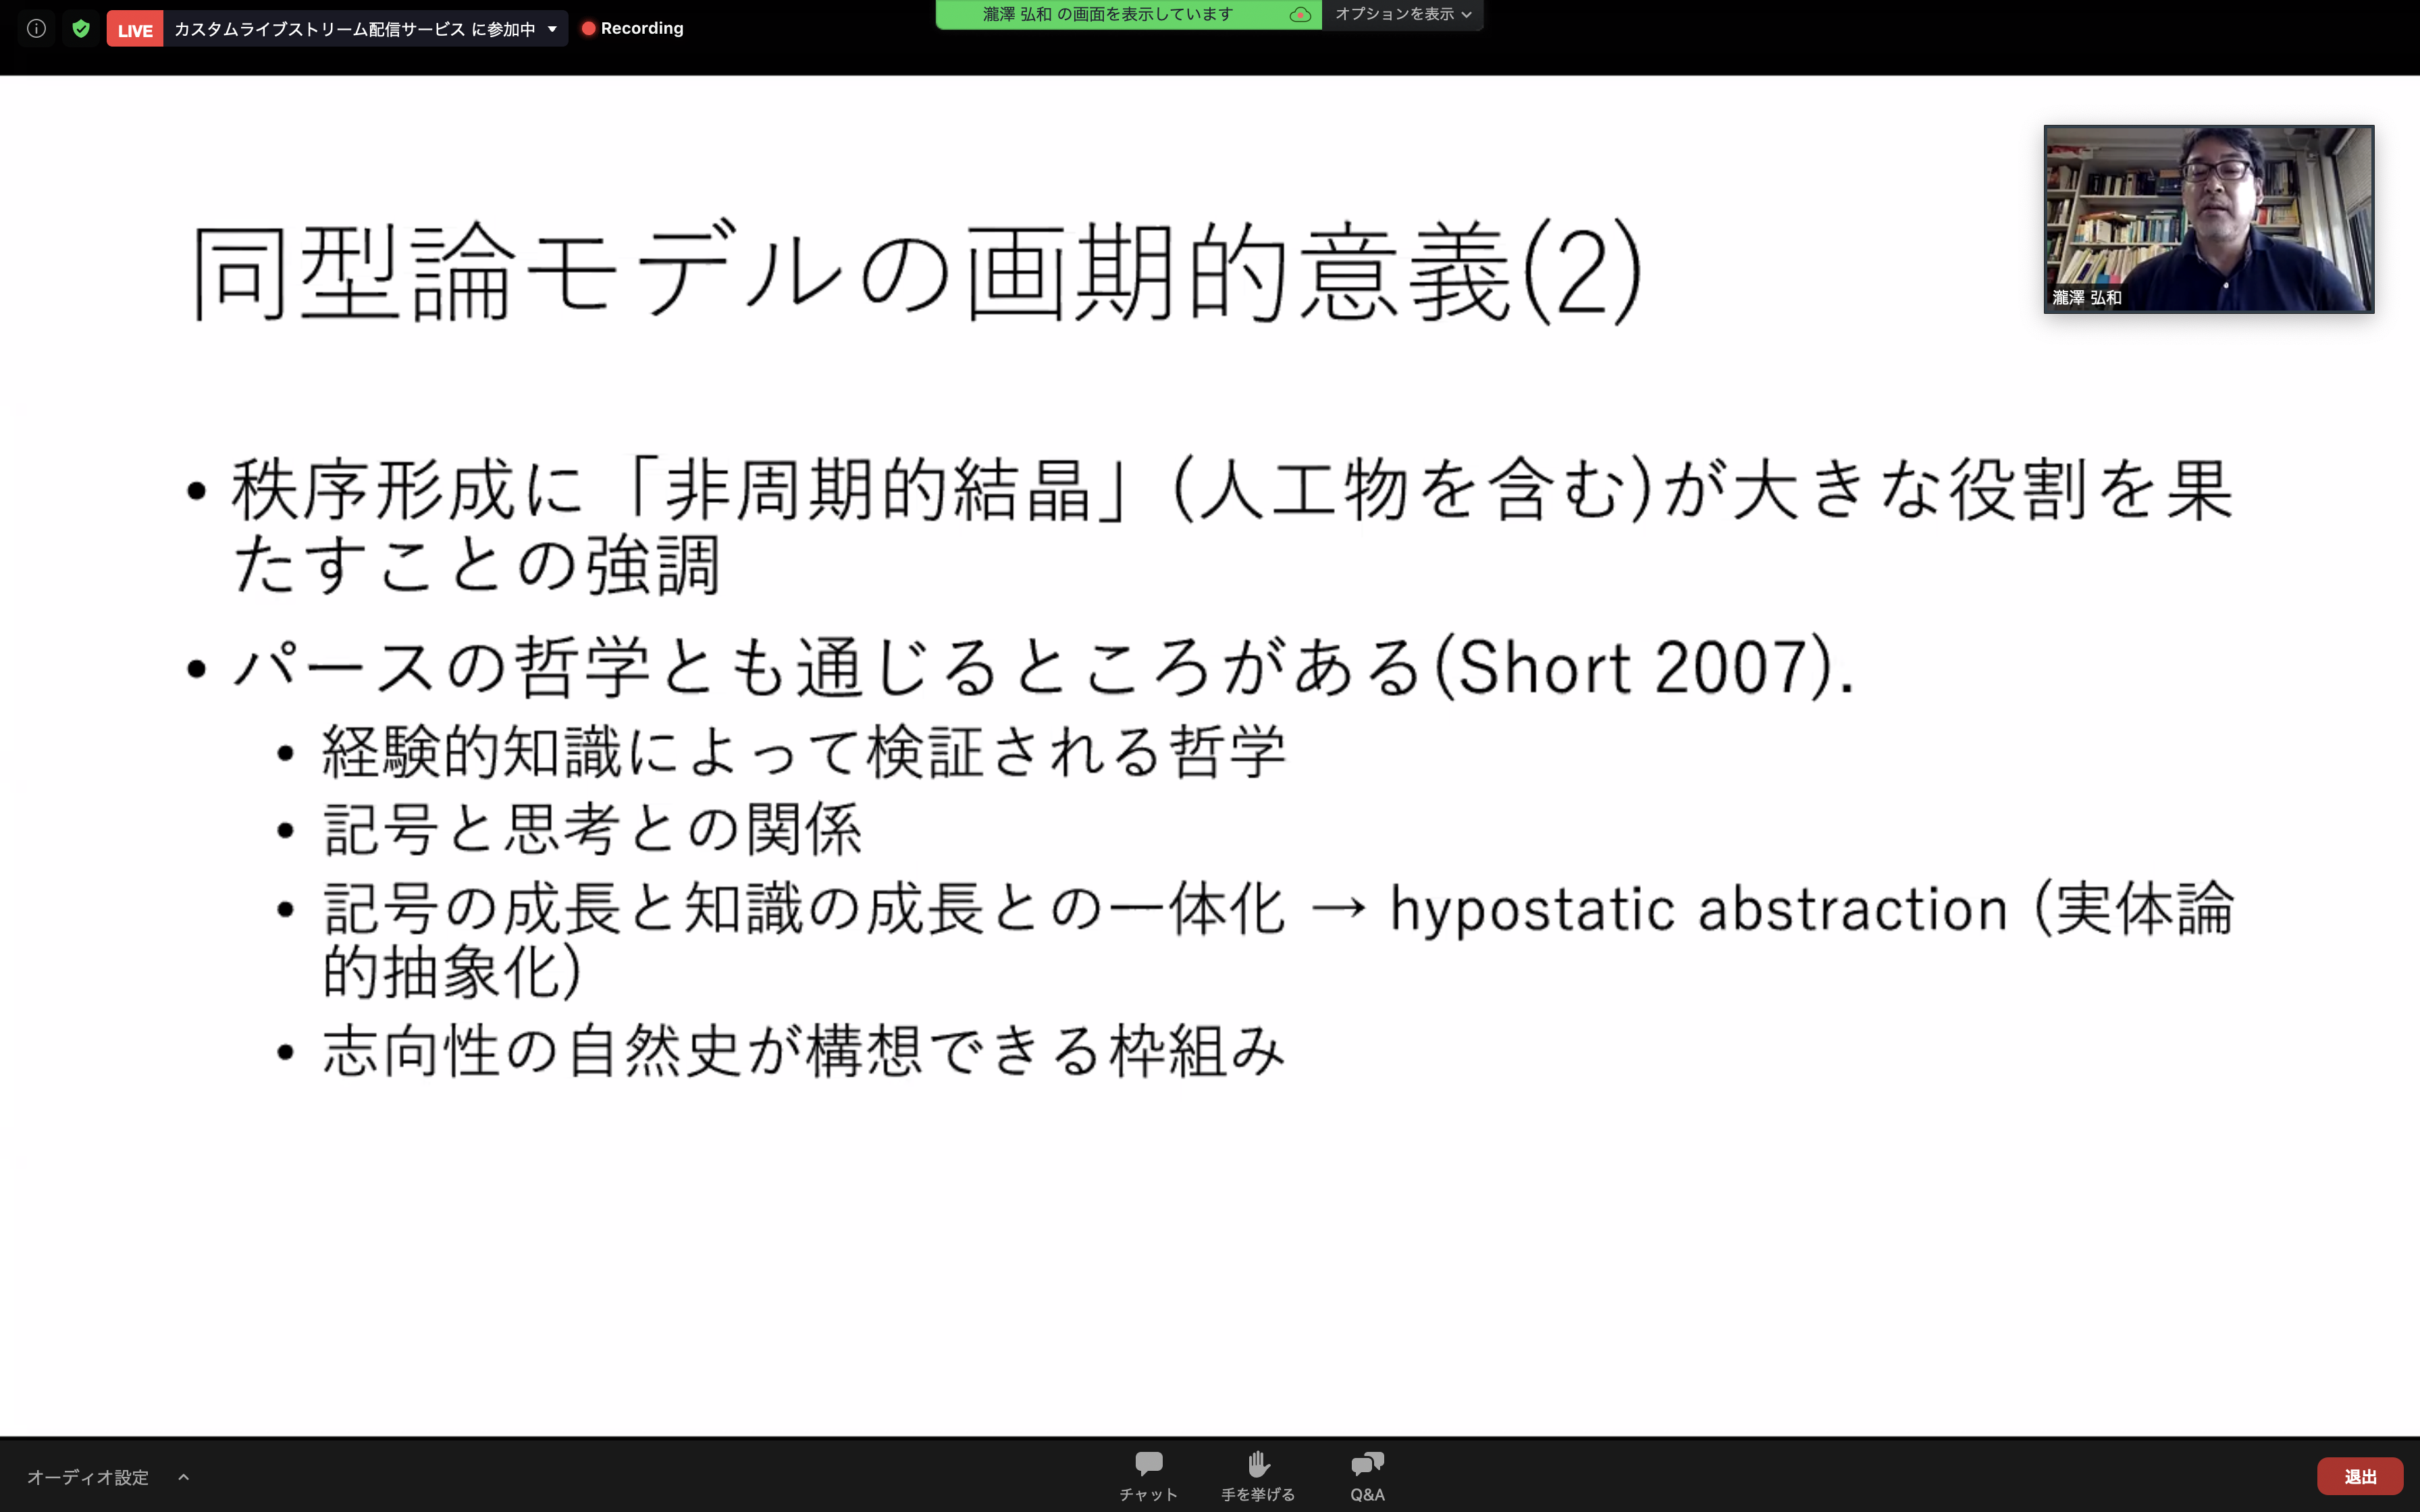 LIVE カスタムライブストリーム配信サービス に参加中
Recording
瀧澤 弘和 の画面を表示しています
オプションを表示
瀧澤 弘和
同型論モデルの画期的意義(2)
• 秩序形成に「非周期的結晶」(人工物を含む)が大きな役割を果
たすことの強調
• パースの哲学とも通じるところがある(Short 2007).
• 経験的知識によって検証される哲学
• 記号と思考との関係
• 記号の成長と知識の成長との一体化 → hypostatic abstraction (実体論
的抽象化)
• 志向性の自然史が構想できる枠組み
オーディオ設定
チャット
手を挙げる
Q&A
退出